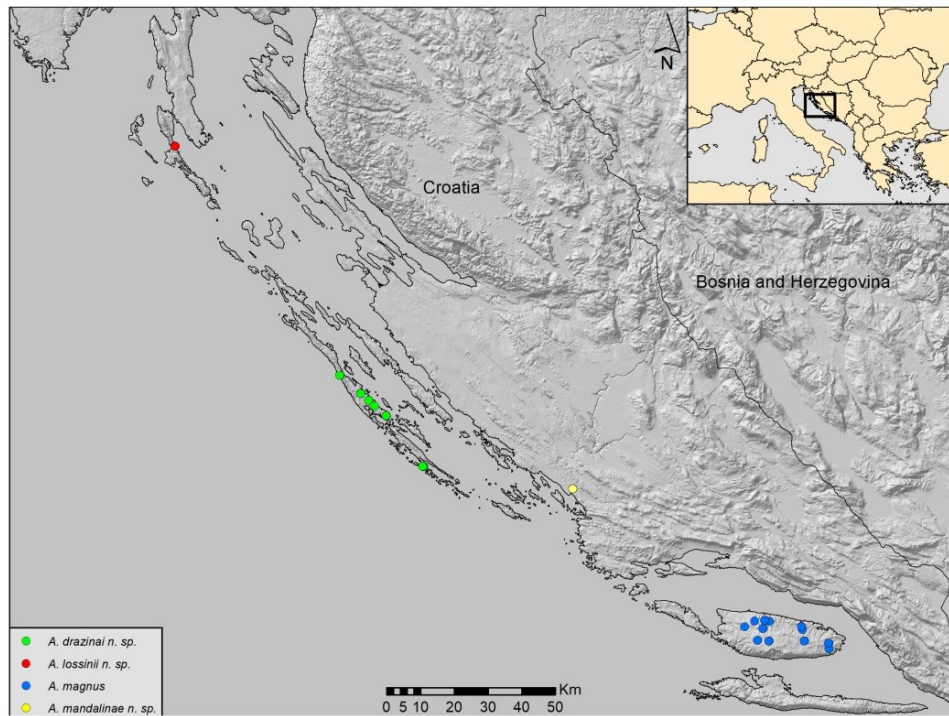 N
Croatia
Bosnia and Herzegovina
A. drazinai n. sp.
A. lossinii n. sp.
A. magnus
A. mandalinae n. sp.
Km
0 5 10 20 30 40 50